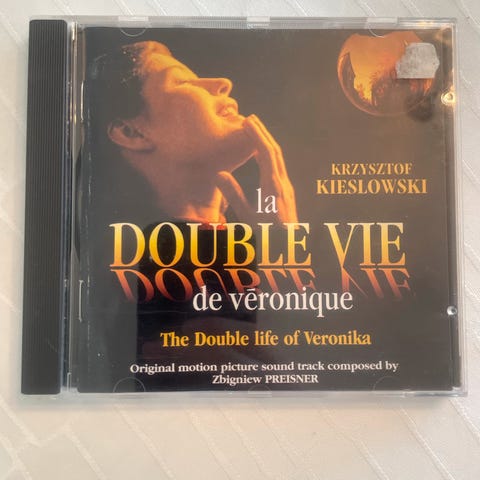 KRZYSZTOF
KIESLOWSKI
la
DOUBLE VIE
de vēronique
The Double life of Veronika
Original motion picture sound track composed by
Zbigniew PREISNER